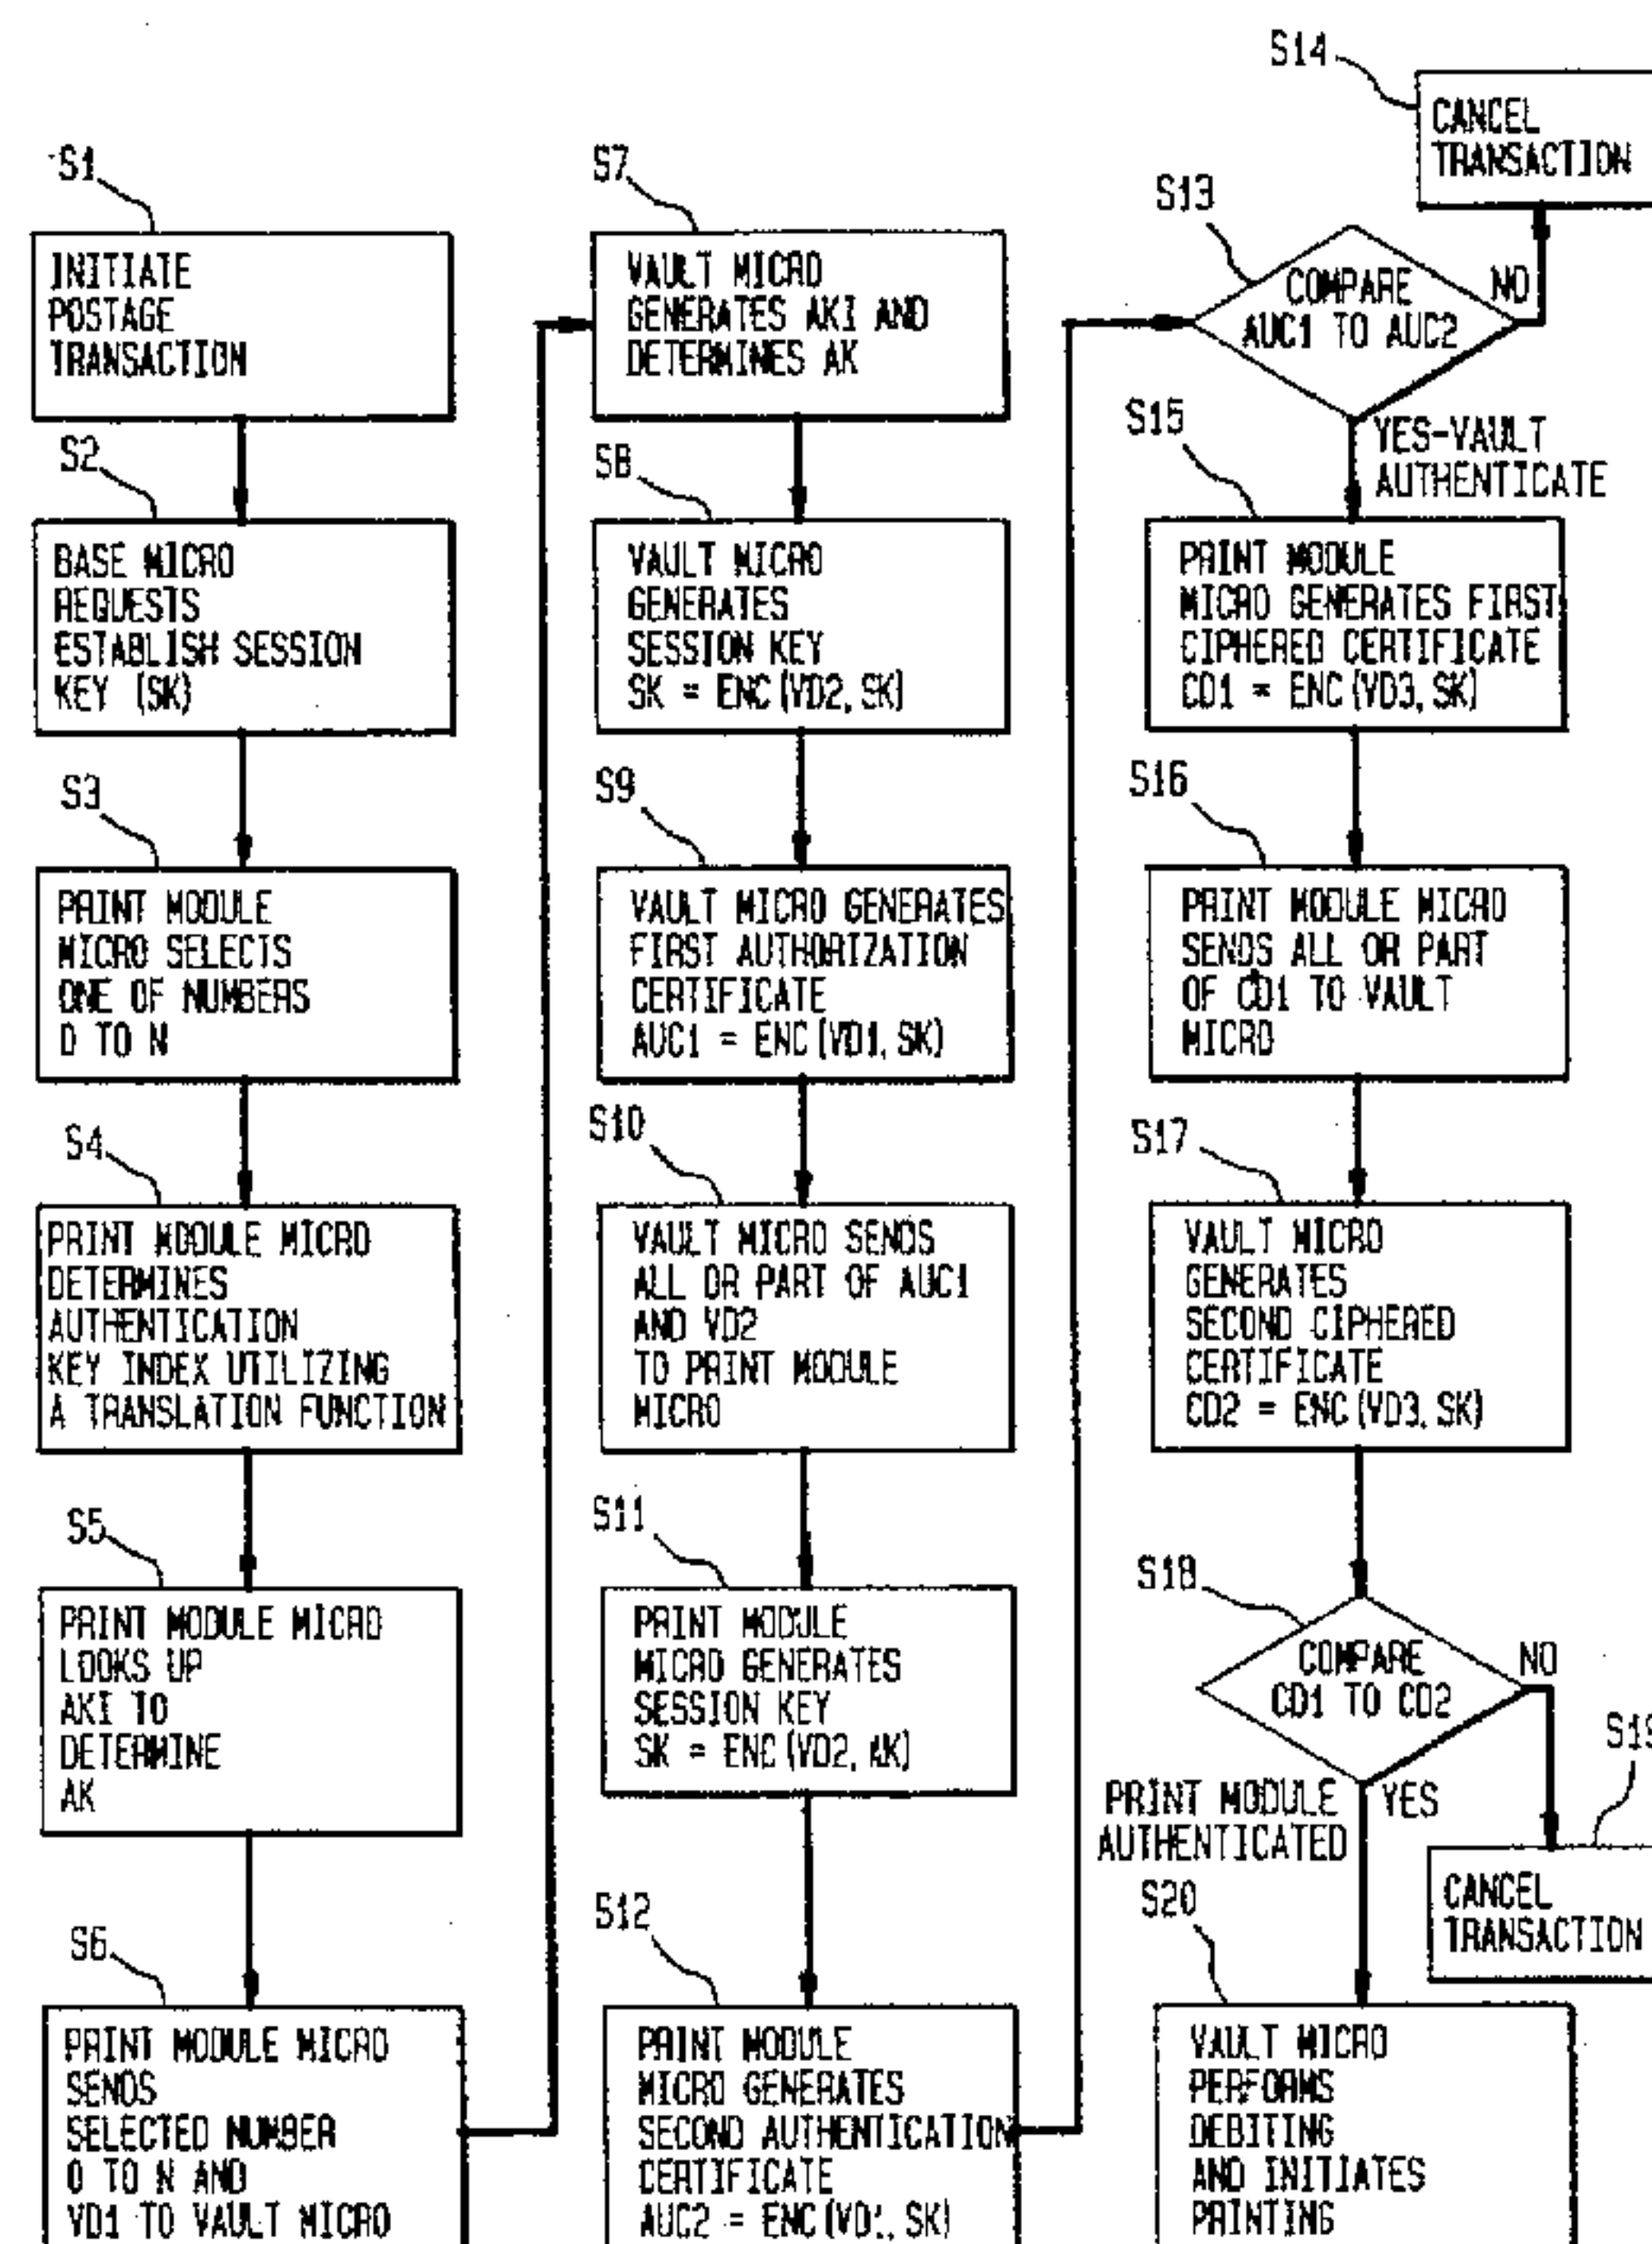 S1
INITIATE
POSTAGE
TRANSACTION
S2
BASE MICRO
REQUESTS
ESTABLISH SESSION
KEY (SK)
S3
PRINT MODULE
MICRO SELECTS
ONE OF NUMBERS
0 TO N
S4
PRINT MODULE MICRO
DETERMINES
AUTHENTICATION
KEY INDEX UTILIZING
A TRANSLATION FUNCTION
S5
PRINT MODULE MICRO
LOOKS UP
AKI TO
DETERMINE
AK
S6
PRINT MODULE MICRO
SENDS
SELECTED NUMBER
0 TO N AND
VD1 TO VAULT MICRO
S7
VAULT MICRO
GENERATES AKI AND
DETERMINES AK
S8
VAULT MICRO
GENERATES
SESSION KEY
SK = ENC(VD2, SK)
S9
VAULT MICRO GENERATES
FIRST AUTHORIZATION
CERTIFICATE
AUC1 = ENC(VD1, SK)
S10
VAULT MICRO SENDS
ALL OR PART OF AUC1
AND VD2
TO PRINT MODULE
MICRO
S11
PRINT MODULE
MICRO GENERATES
SESSION KEY
SK = ENC(VD2, AK)
S12
PRINT MODULE
MICRO GENERATES
SECOND AUTHENTICATION
CERTIFICATE
AUC2 = ENC(VD1, SK)
S13
COMPARE
AUC1 TO AUC2
NO
S14
CANCEL
TRANSACTION
YES-VAULT
AUTHENTICATE
S15
PRINT MODULE
MICRO GENERATES FIRST
CIPHERED CERTIFICATE
CD1 = ENC(VD3, SK)
S16
PRINT MODULE MICRO
SENDS ALL OR PART
OF CD1 TO VAULT
MICRO
S17
VAULT MICRO
GENERATES
SECOND CIPHERED
CERTIFICATE
CD2 = ENC(VD3, SK)
S18
COMPARE
CD1 TO CD2
NO
S19
CANCEL
TRANSACTION
YES
PRINT MODULE
AUTHENTICATED
S20
VAULT MICRO
PERFORMS
DEBITING
AND INITIATES
PRINTING